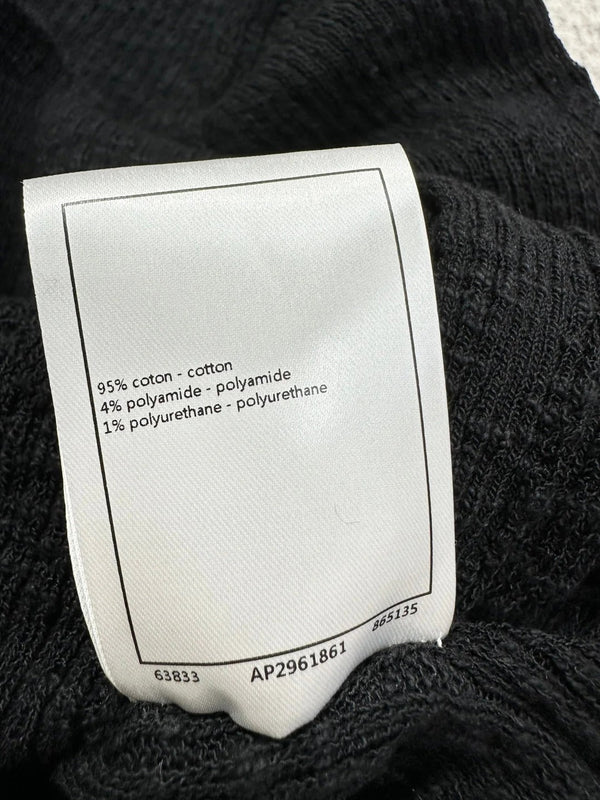 95% coton - cotton
4% polyamide - polyamide
1% polyurethane - polyurethane
63833 AP2961861 865135